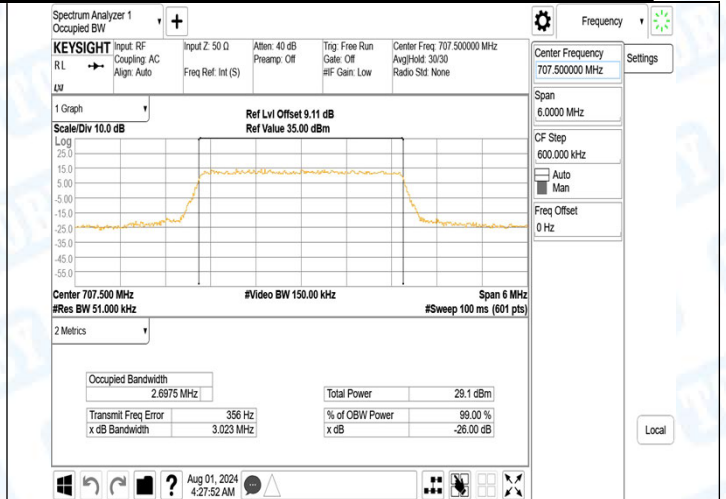 Spectrum Analyzer 1
Occupied BW
Frequency
KEYSIGHT
RL
Input: RF
Coupling: AC
Align: Auto
Input Z: 50 Ω
Freq Ref: Int (S)
Atten: 40 dB
Preamp: Off
Trig: Free Run
Gate: Off
#IF Gain: Low
Center Freq: 707.500000 MHz
Avg|Hold: 30/30
Radio Std: None
Center Frequency
707.500000 MHz
Settings
Span
6.0000 MHz
CF Step
600.000 kHz
Auto
Man
Freq Offset
0 Hz
1 Graph
Scale/Div 10.0 dB
Ref Lvl Offset 9.11 dB
Ref Value 35.00 dBm
Log
25.0
15.0
5.00
-5.00
-15.0
-25.0
-35.0
-45.0
-55.0
Center 707.500 MHz
#Res BW 51.000 kHz
#Video BW 150.00 kHz
Span 6 MHz
#Sweep 100 ms (601 pts)
2 Metrics
Occupied Bandwidth
2.6975 MHz
Total Power 29.1 dBm
Transmit Freq Error 356 Hz
% of OBW Power 99.00 %
x dB Bandwidth 3.023 MHz
x dB -26.00 dB
Local
?
Aug 01, 2024
4:27:52 AM